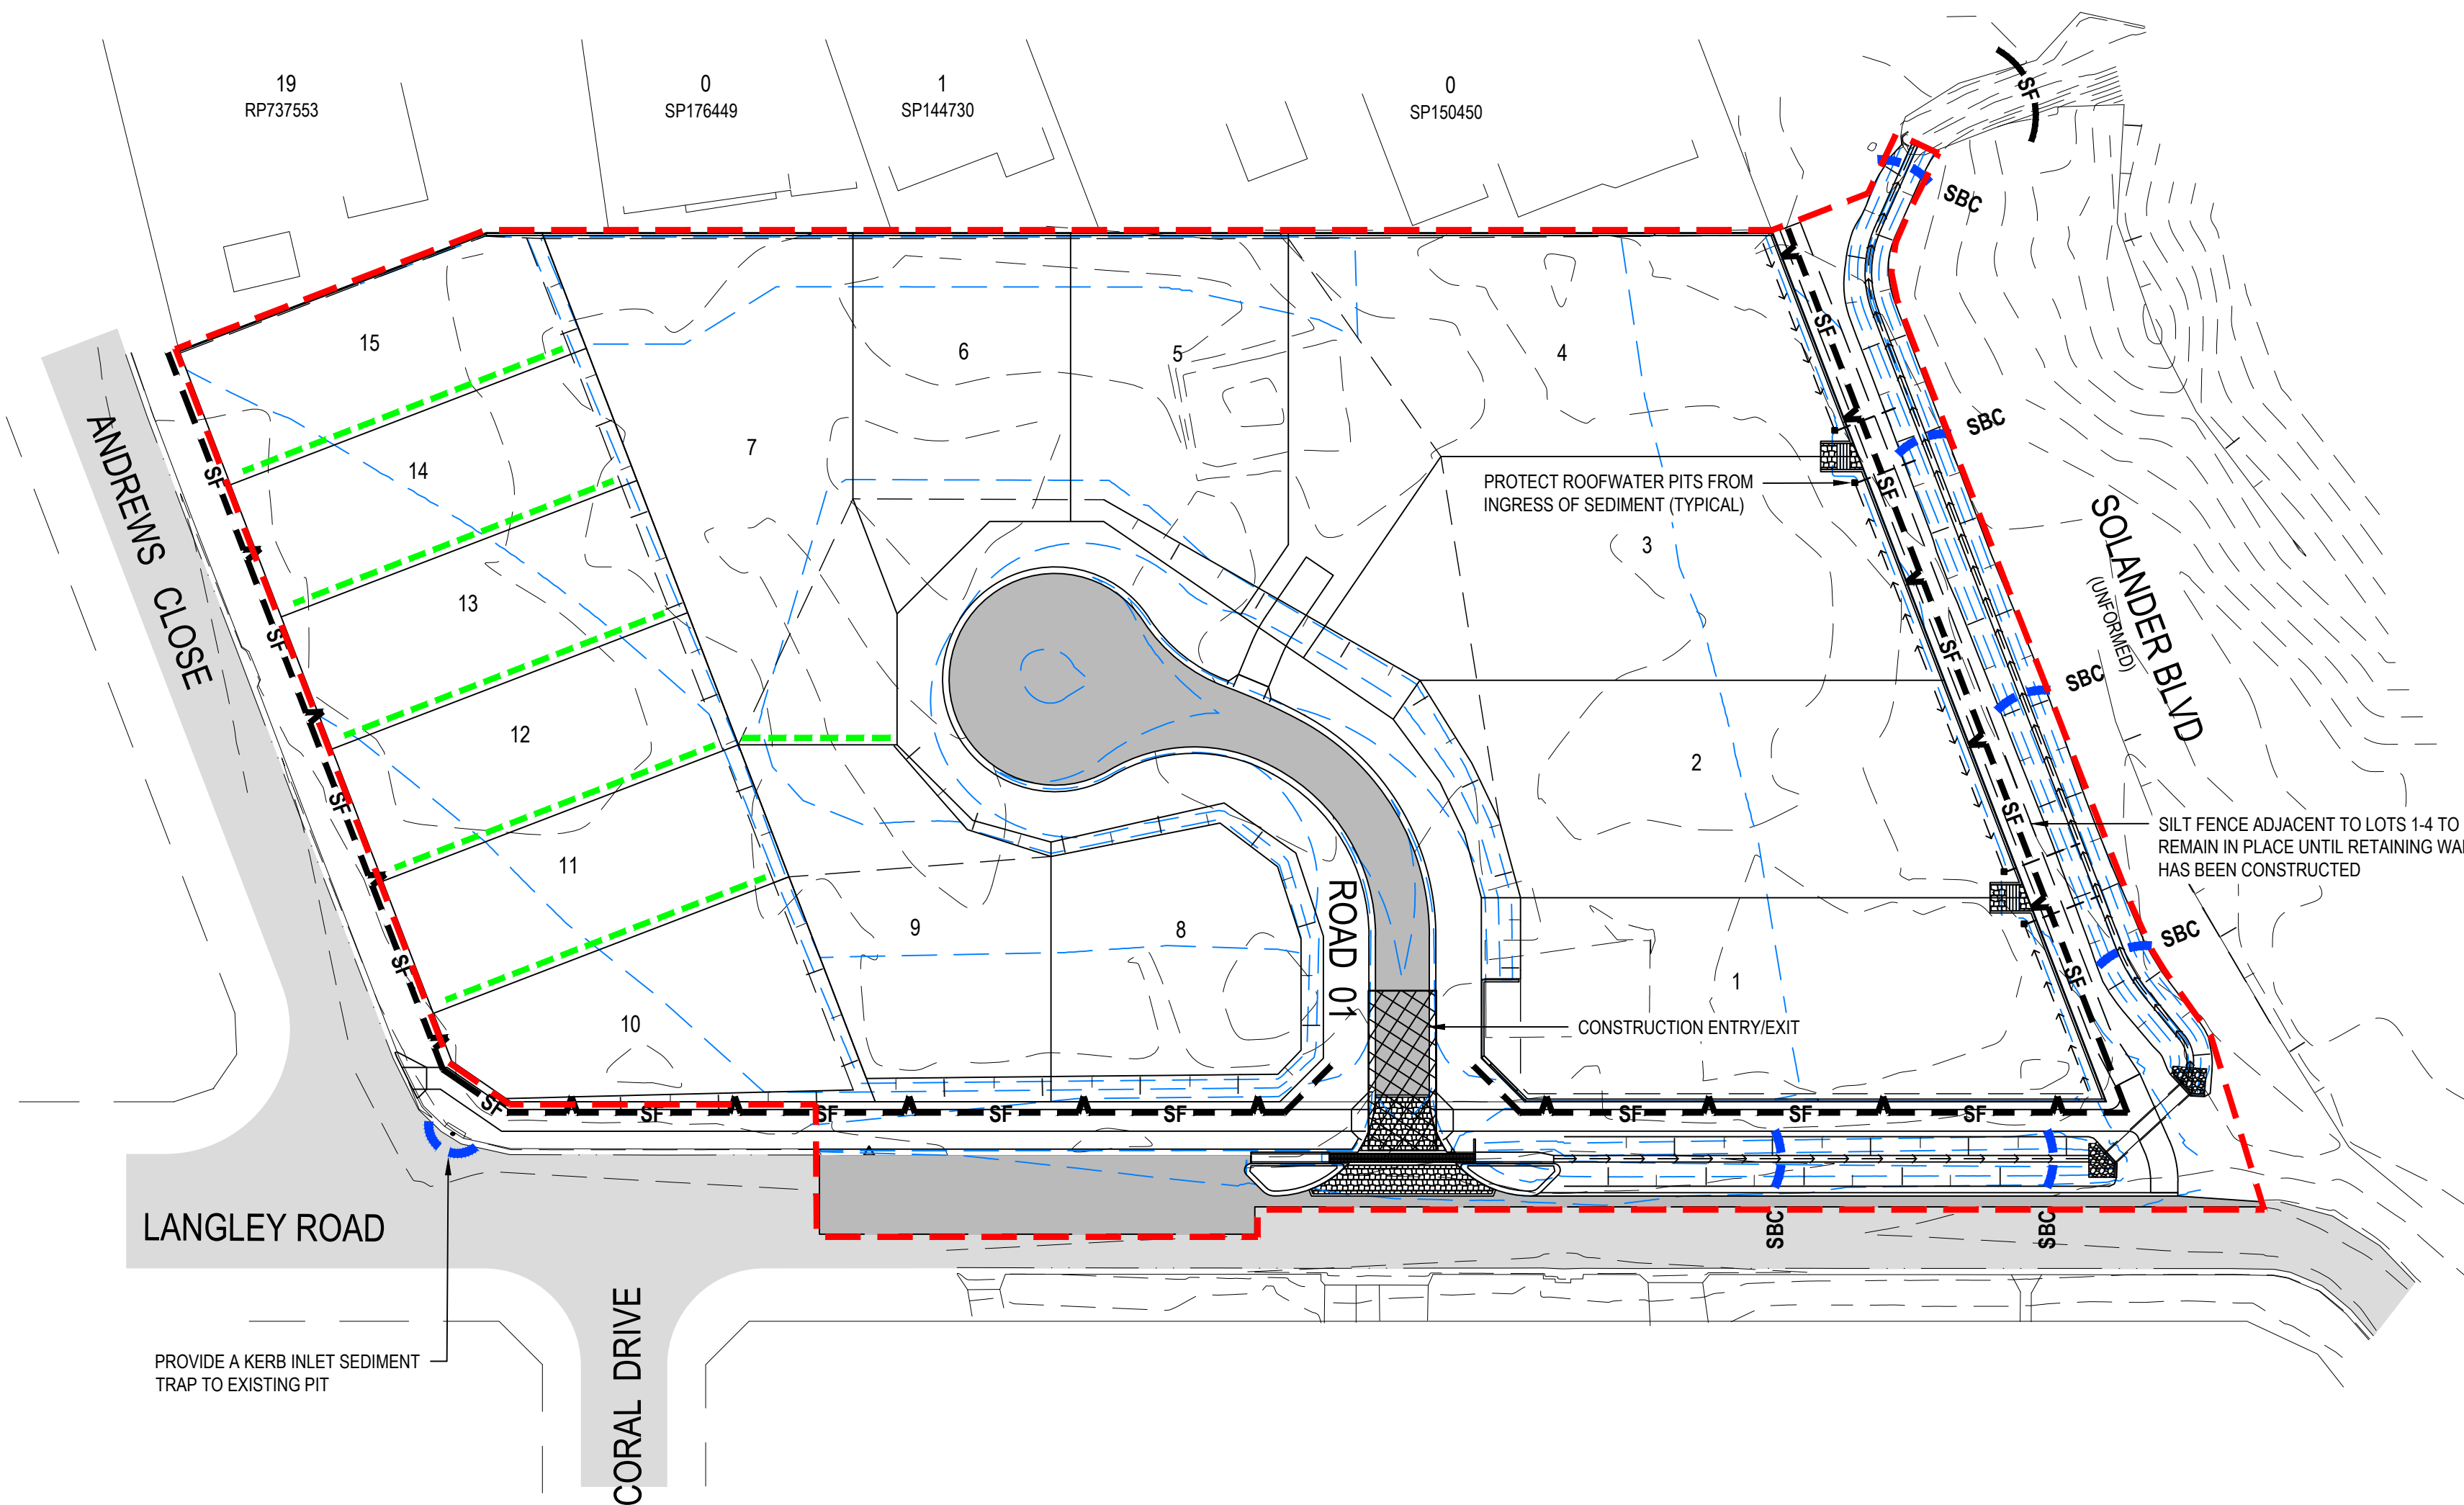 19
RP737553
0
SP176449
1
SP144730
0
SP150450
SF
SBC
15
6
5
4
SF
SBC
7
14
SF
ANDREWS CLOSE
PROTECT ROOFWATER PITS FROM
INGRESS OF SEDIMENT (TYPICAL)
SF
3
SOLANDER BLVD
(UNFORMED)
13
SF
SF
SBC
12
2
SF
SF
SILT FENCE ADJACENT TO LOTS 1-4 TO
REMAIN IN PLACE UNTIL RETAINING
HAS BEEN CONSTRUCTED
11
ROAD 01
9
8
SBC
SF
SF
1
10
CONSTRUCTION ENTRY/EXIT
SF
SF
SF
SF
SF
SF
SF
SF
LANGLEY ROAD
SBC
SBC
CORAL DRIVE
PROVIDE A KERB INLET SEDIMENT
TRAP TO EXISTING PIT